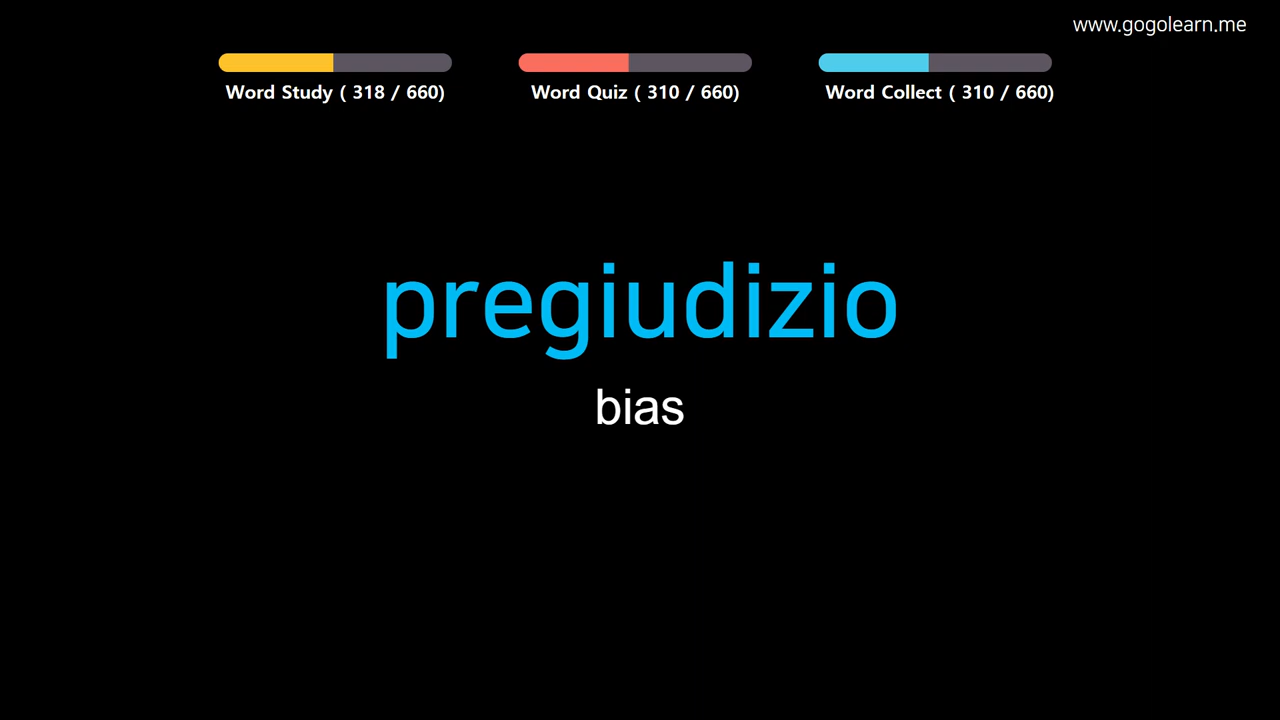 www.gogolearn.me
Word Study ( 318 / 660)
Word Quiz ( 310 / 660)
Word Collect ( 310 / 660)
pregiudizio
bias